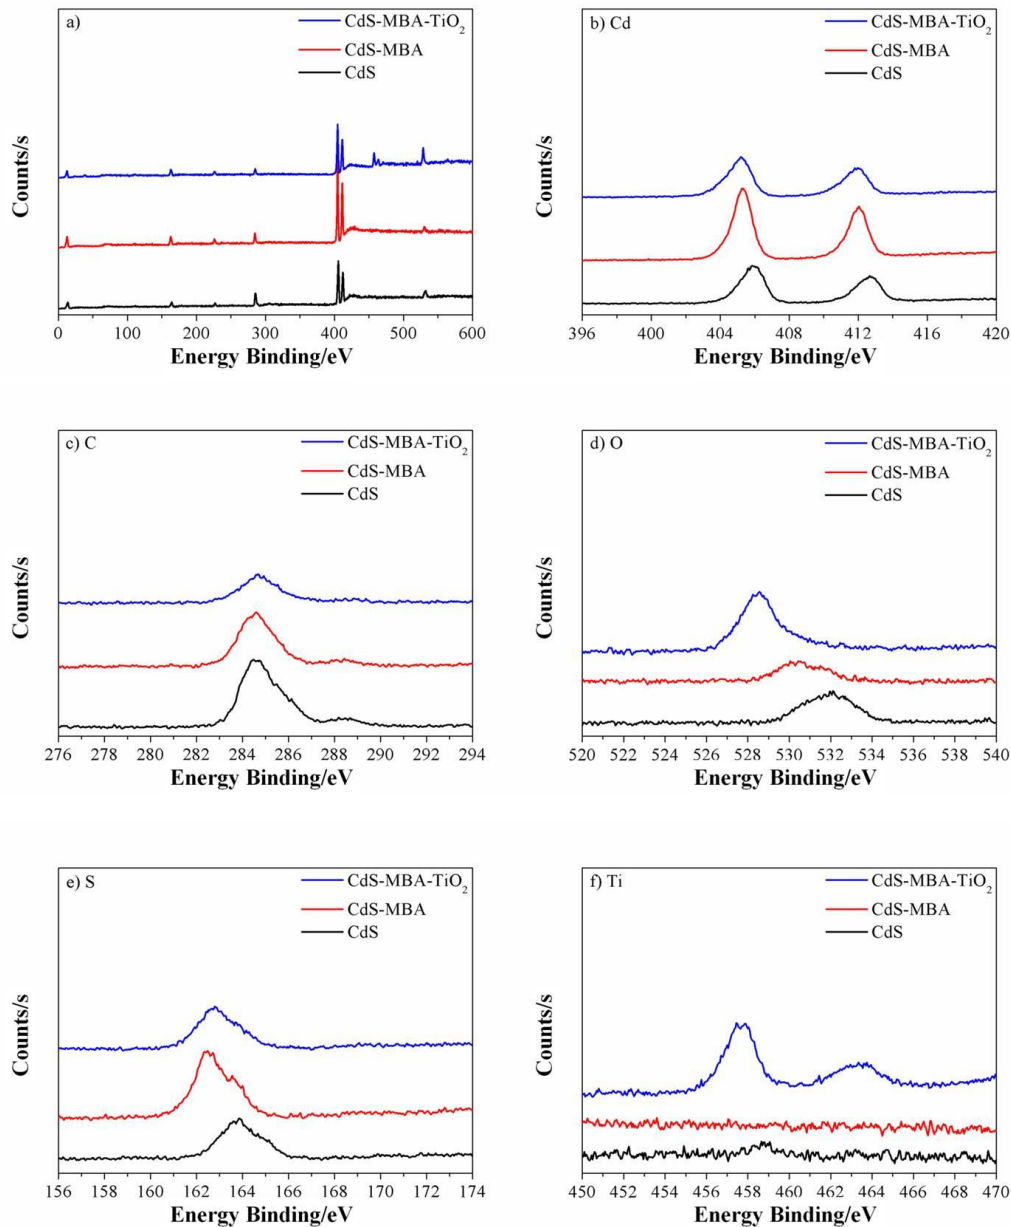 a)
CdS-MBA-TiO₂
CdS-MBA
CdS
Counts/s
0 100 200 300 400 500 600
Energy Binding/eV
b) Cd
CdS-MBA-TiO₂
CdS-MBA
CdS
Counts/s
396 400 404 408 412 416 420
Energy Binding/eV
c) C
CdS-MBA-TiO₂
CdS-MBA
CdS
Counts/s
276 278 280 282 284 286 288 290 292 294
Energy Binding/eV
d) O
CdS-MBA-TiO₂
CdS-MBA
CdS
Counts/s
520 522 524 526 528 530 532 534 536 538 540
Energy Binding/eV
e) S
CdS-MBA-TiO₂
CdS-MBA
CdS
Counts/s
156 158 160 162 164 166 168 170 172 174
Energy Binding/eV
f) Ti
CdS-MBA-TiO₂
CdS-MBA
CdS
Counts/s
450 452 454 456 458 460 462 464 466 468 470
Energy Binding/eV